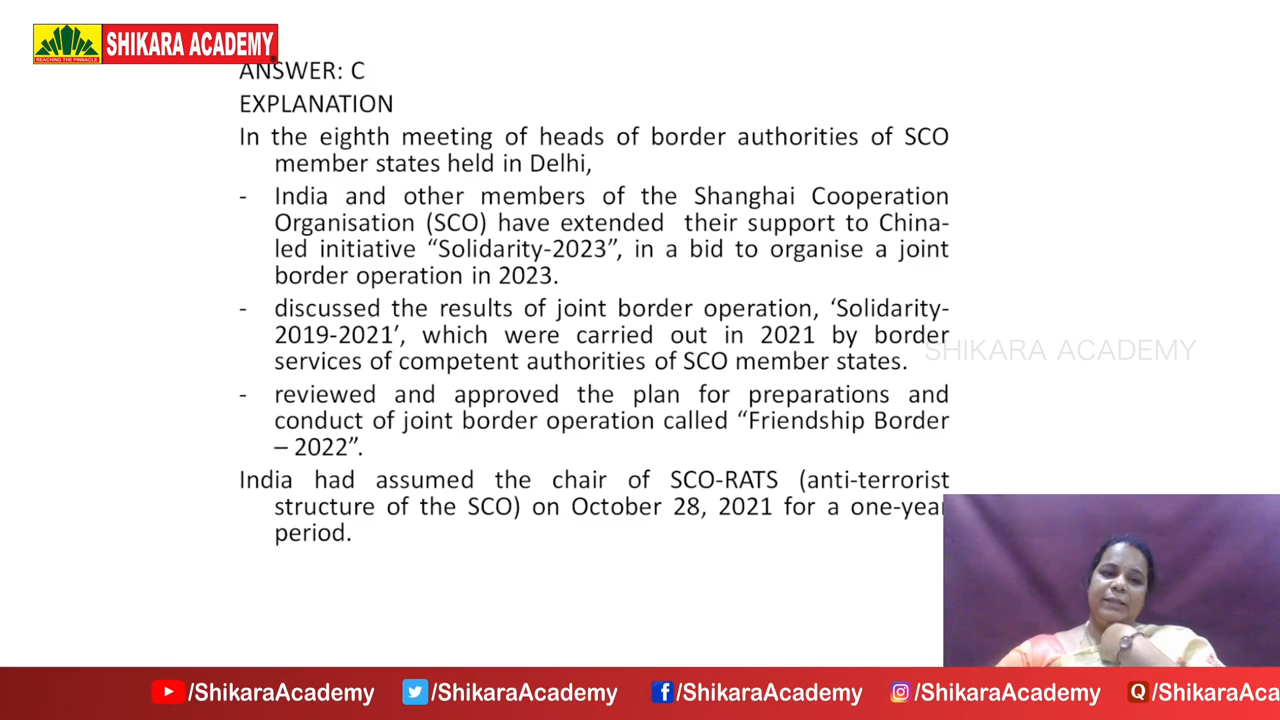 SHIKARA ACADEMY
REACHING THE PINNACLE
ANSWER: C
EXPLANATION
In the eighth meeting of heads of border authorities of SCO
member states held in Delhi,
- India and other members of the Shanghai Cooperation
Organisation (SCO) have extended their support to China-
led initiative “Solidarity-2023”, in a bid to organise a joint
border operation in 2023.
- discussed the results of joint border operation, ‘Solidarity-
2019-2021’, which were carried out in 2021 by border
services of competent authorities of SCO member states.
SHIKARA ACADEMY
- reviewed and approved the plan for preparations and
conduct of joint border operation called “Friendship Border
– 2022”.
India had assumed the chair of SCO-RATS (anti-terrorist
structure of the SCO) on October 28, 2021 for a one-year
period.
/ShikaraAcademy /ShikaraAcademy /ShikaraAcademy /ShikaraAcademy /ShikaraAca